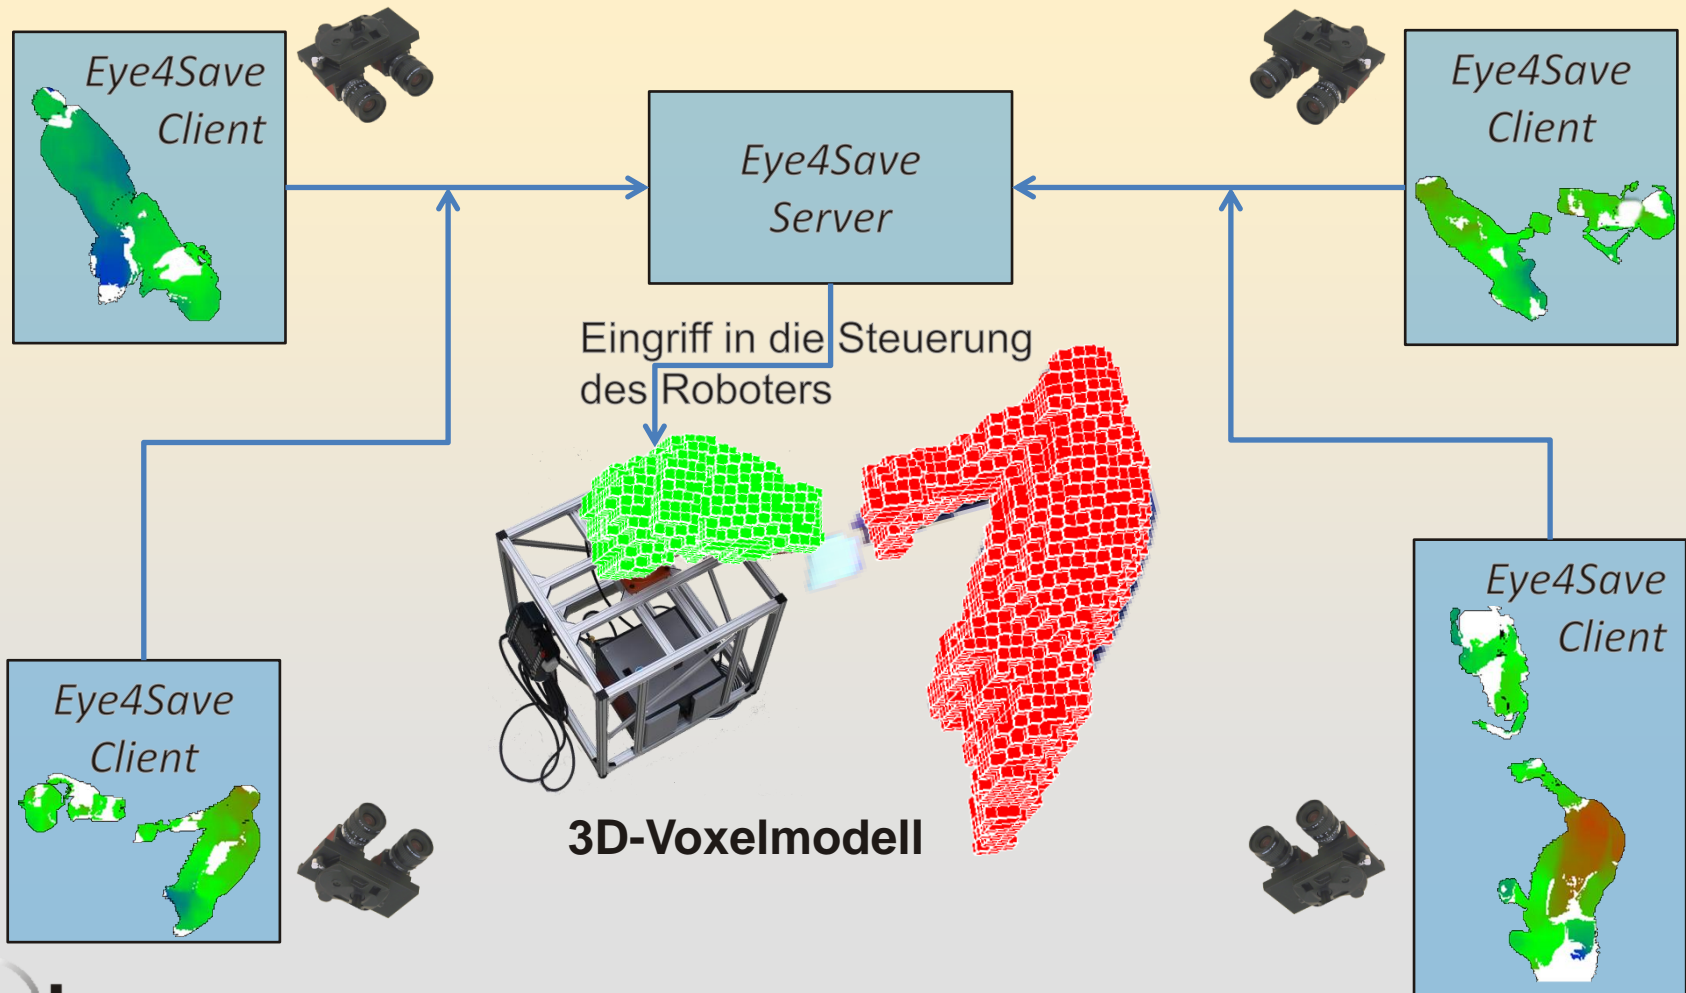 Eye4Save
Client
Eye4Save
Server
Eye4Save
Client
Eingriff in die Steuerung
des Roboters
Eye4Save
Client
Eye4Save
Client
3D-Voxelmodell